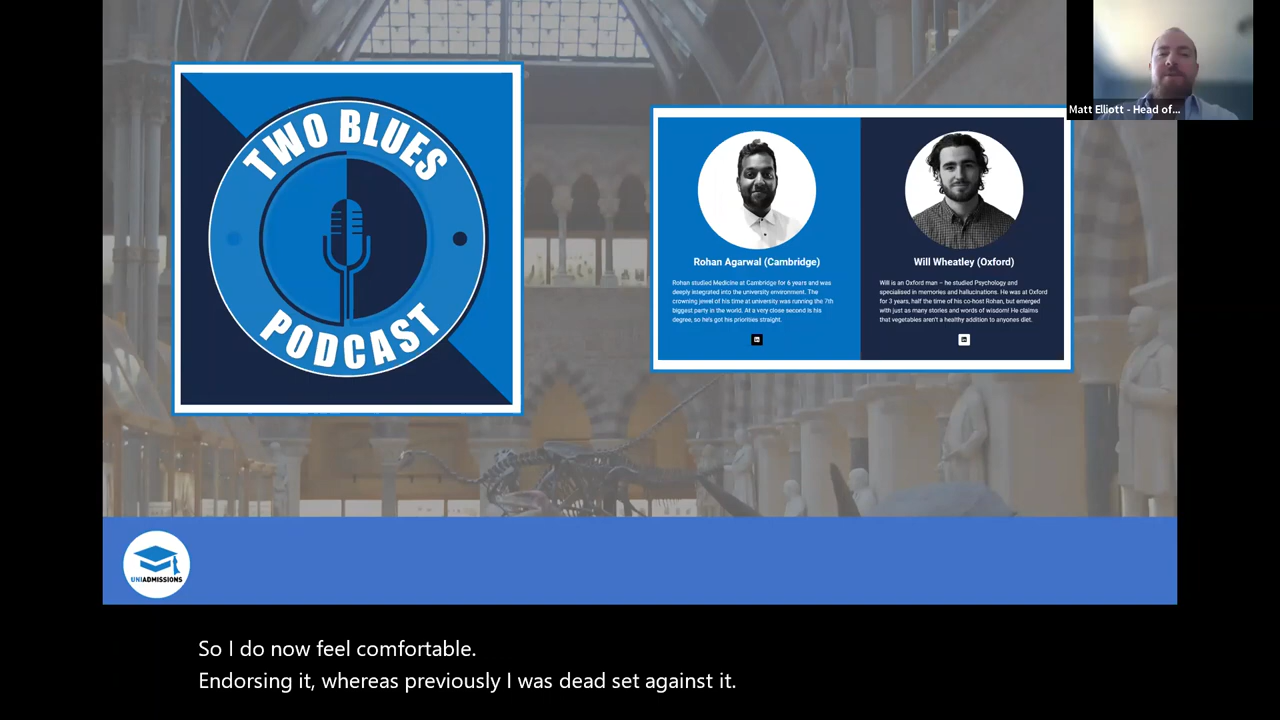 TWO BLUES
PODCAST
Rohan Agarwal (Cambridge)
Rohan studied Medicine at Cambridge for 6 years and was
deeply integrated into the university environment. The
crowning jewel of his time at university was running the 7th
biggest party in the world. At a very close second is his
degree, so he's got his priorities straight.
Will Wheatley (Oxford)
Will is an Oxford man – he studied Psychology and
specialised in memories and hallucinations. He was at Oxford
for 3 years, half the time of his co-host Rohan, but emerged
with just as many stories and words of wisdom! He claims
that vegetables aren't a healthy addition to anyones diet.
Matt Elliott - Head of...
UNIADMISSIONS
So I do now feel comfortable.
Endorsing it, whereas previously I was dead set against it.